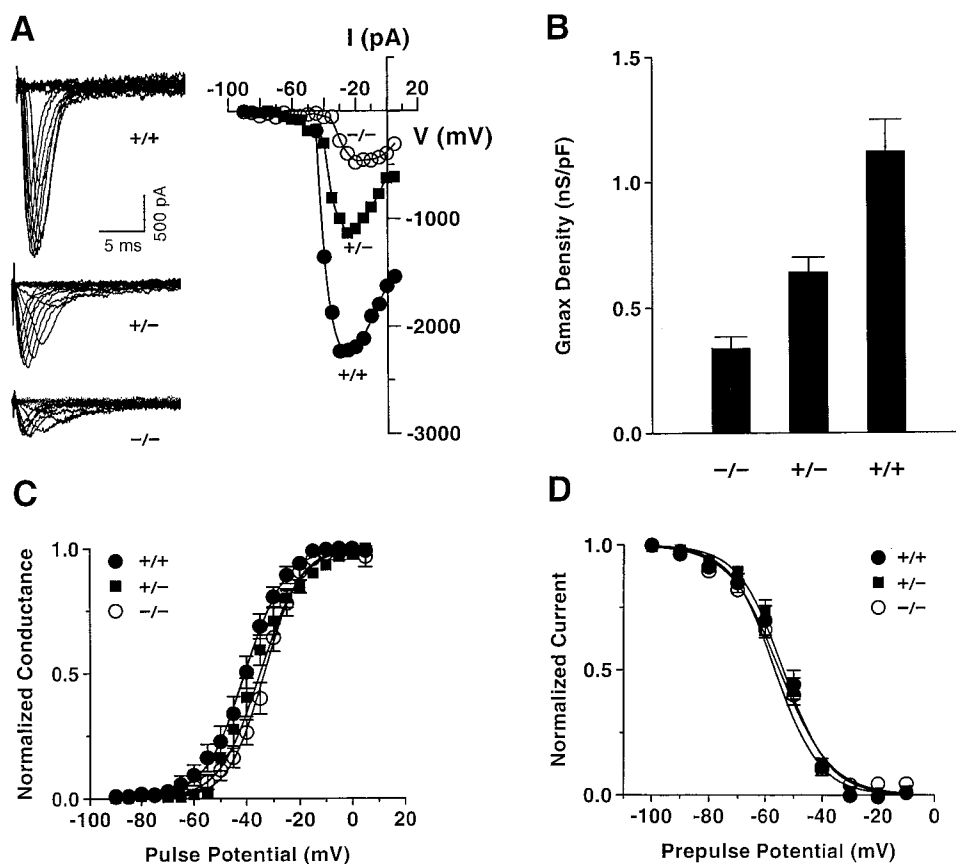 A
I (pA)
-100 -60 -20 20
V (mV)
-1000
-2000
-3000
+/+
500 pA
5 ms
+/-
−/−
−/−
+/-
+/+
B
1.5
1.0
0.5
0.0
Gmax Density (nS/pF)
−/− +/− +/+
C
1.0
0.5
0.0
Normalized Conductance
+/+
+/−
−/−
-100 -80 -60 -40 -20 0 20
Pulse Potential (mV)
D
1.0
0.5
0.0
Normalized Current
+/+
+/−
−/−
-100 -80 -60 -40 -20 0
Prepulse Potential (mV)